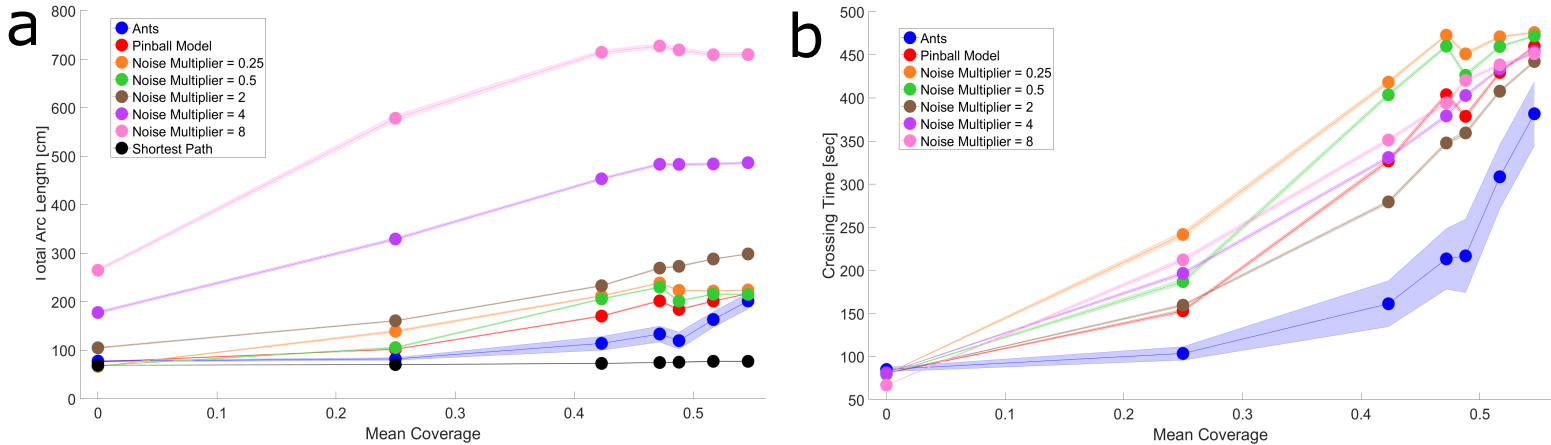 a
800
700
600
500
400
300
200
100
0
Total Arc Length [cm]
Ants
Pinball Model
Noise Multiplier = 0.25
Noise Multiplier = 0.5
Noise Multiplier = 2
Noise Multiplier = 4
Noise Multiplier = 8
Shortest Path
0
0.1
0.2
0.3
0.4
0.5
Mean Coverage
b
500
450
400
350
300
250
200
150
100
50
Crossing Time [sec]
Ants
Pinball Model
Noise Multiplier = 0.25
Noise Multiplier = 0.5
Noise Multiplier = 2
Noise Multiplier = 4
Noise Multiplier = 8
0
0.1
0.2
0.3
0.4
0.5
Mean Coverage